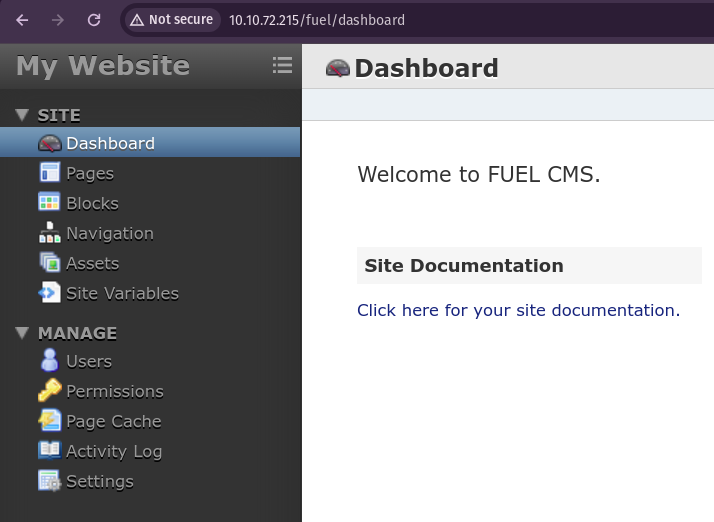 Not secure
10.10.72.215/fuel/dashboard
My Website
SITE
Dashboard
Pages
Blocks
Navigation
Assets
Site Variables
MANAGE
Users
Permissions
Page Cache
Activity Log
Settings
Dashboard
Welcome to FUEL CMS.
Site Documentation
Click here for your site documentation.